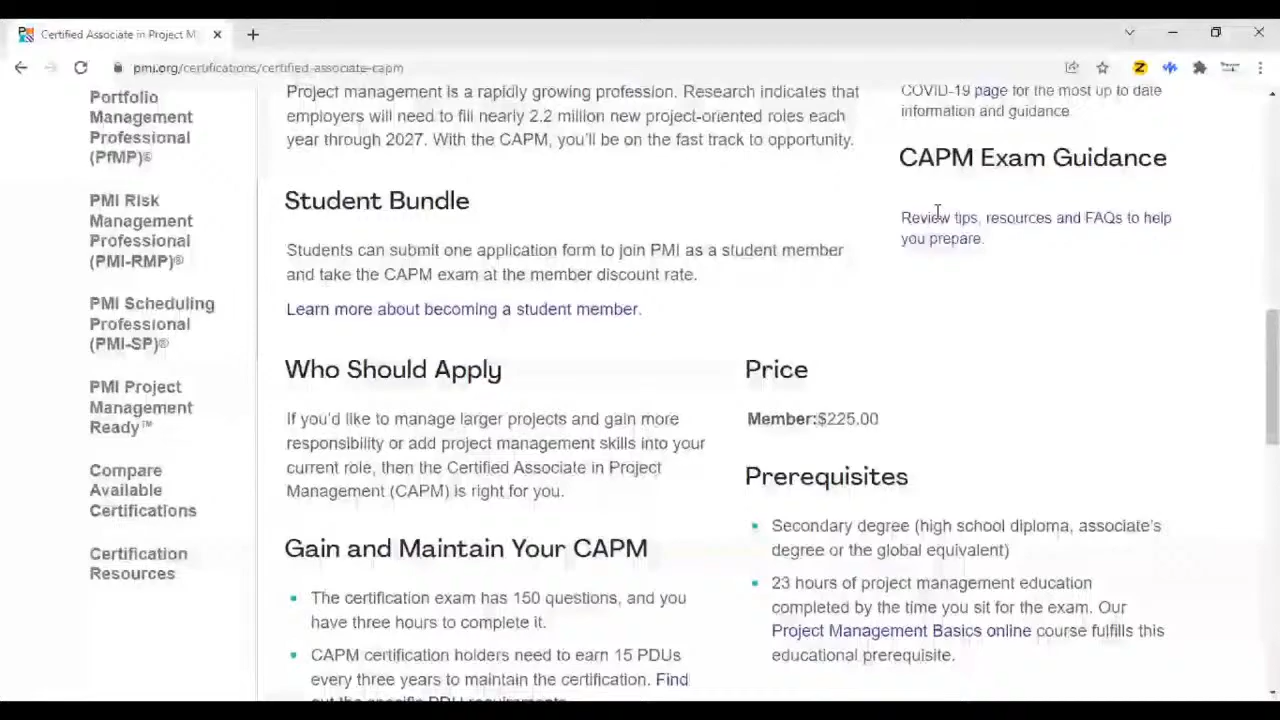 Certified Associate in Project M
pmi.org/certifications/certified-associate-capm
Portfolio
Management
Professional
(PfMP)®
PMI Risk
Management
Professional
(PMI-RMP)®
PMI Scheduling
Professional
(PMI-SP)®
PMI Project
Management
Ready™
Compare
Available
Certifications
Certification
Resources
Project management is a rapidly growing profession. Research indicates that
employers will need to fill nearly 2.2 million new project-oriented roles each
year through 2027. With the CAPM, you'll be on the fast track to opportunity.
Student Bundle
Students can submit one application form to join PMI as a student member
and take the CAPM exam at the member discount rate.
Learn more about becoming a student member.
Who Should Apply
If you'd like to manage larger projects and gain more
responsibility or add project management skills into your
current role, then the Certified Associate in Project
Management (CAPM) is right for you.
Gain and Maintain Your CAPM
The certification exam has 150 questions, and you
have three hours to complete it.
CAPM certification holders need to earn 15 PDUs
every three years to maintain the certification. Find
out the specific PDU requirements
COVID-19 page for the most up to date
information and guidance
CAPM Exam Guidance
Review tips, resources and FAQs to help
you prepare.
Price
Member:$225.00
Prerequisites
Secondary degree (high school diploma, associate's
degree or the global equivalent)
23 hours of project management education
completed by the time you sit for the exam. Our
Project Management Basics online course fulfills this
educational prerequisite.